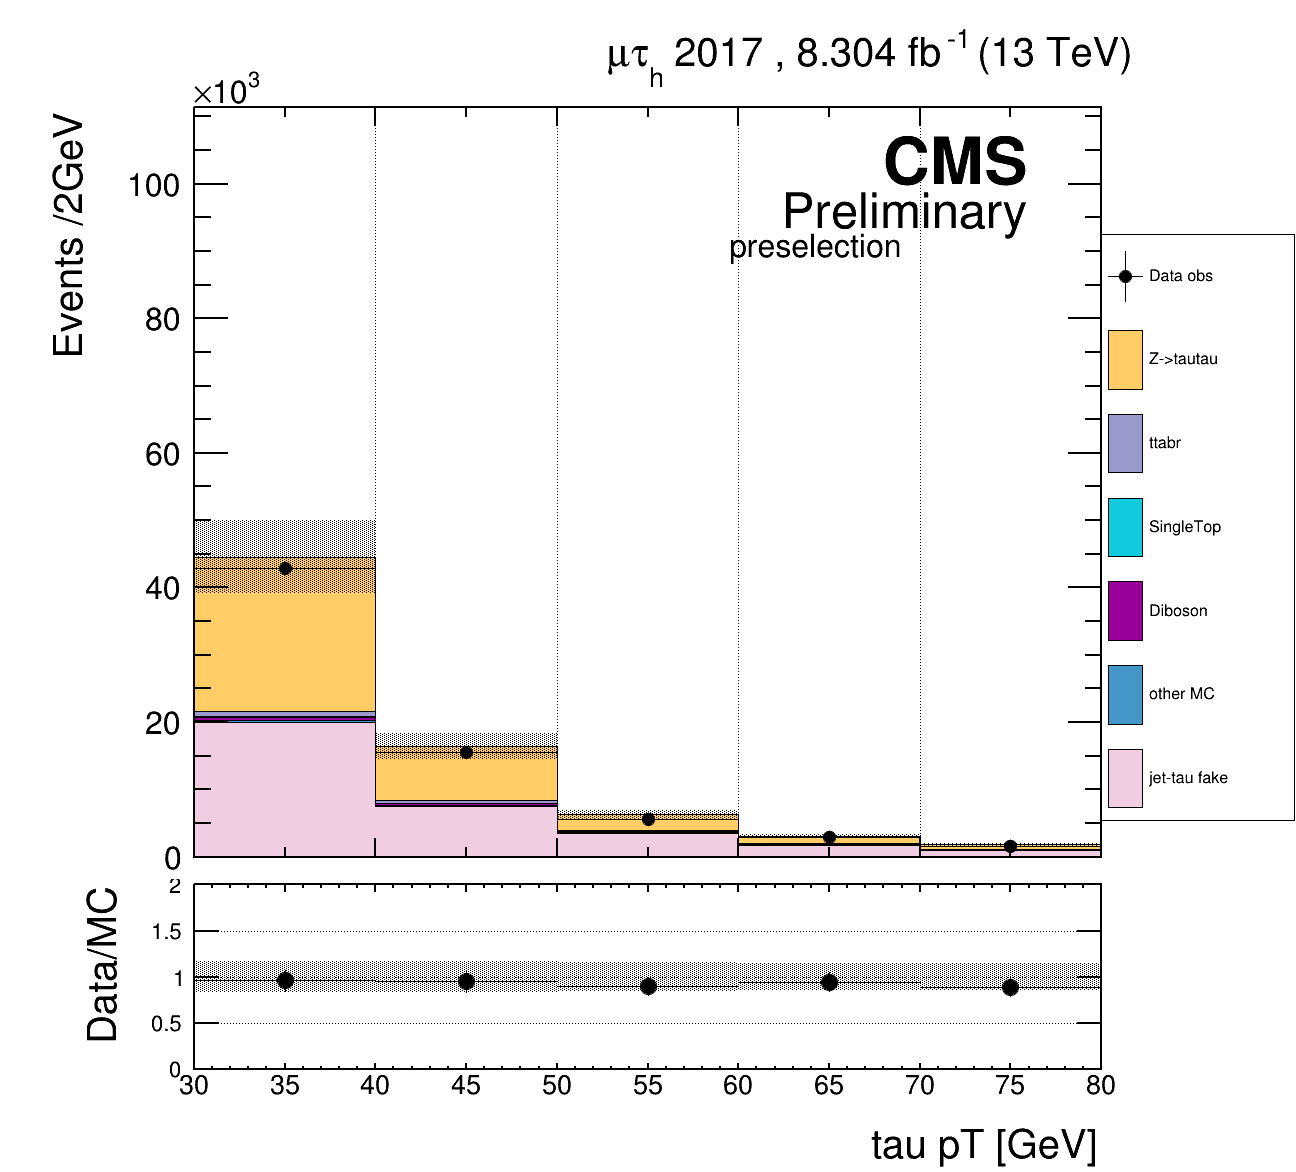 μτh 2017 , 8.304 fb-1 (13 TeV)
×10³
Events /2GeV
CMS
Preliminary
preselection
100
80
60
40
20
0
Data obs
Z->tautau
ttabr
SingleTop
Diboson
other MC
jet-tau fake
Data/MC
2
1.5
1
0.5
0
30 35 40 45 50 55 60 65 70 75 80
tau pT [GeV]